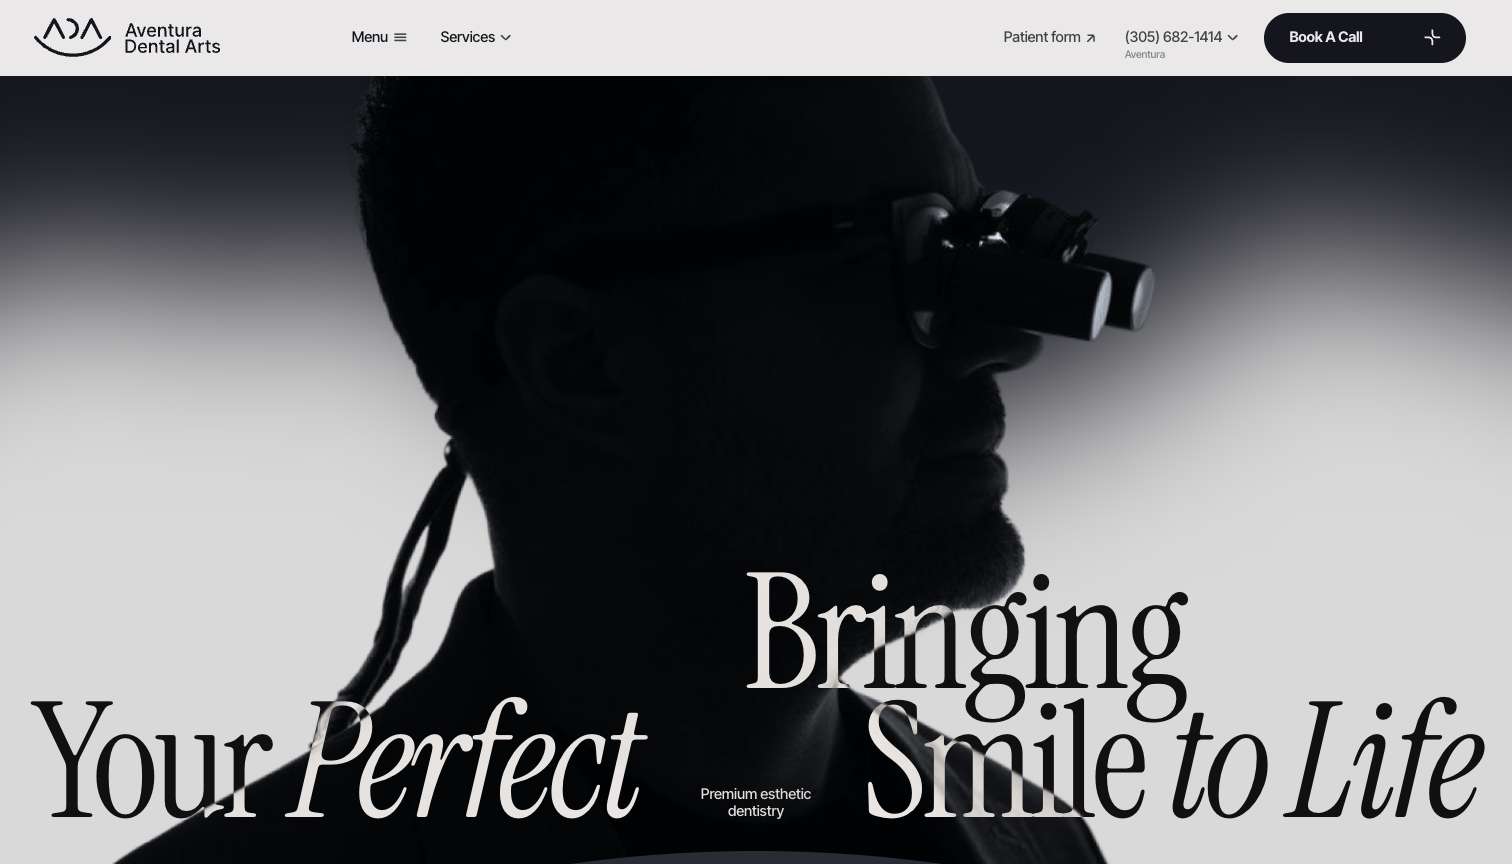 Aventura
Dental Arts
Menu
Services
Patient form
(305) 682-1414
Aventura
Book A Call
Bringing
Your Perfect Smile to Life
Premium esthetic
dentistry